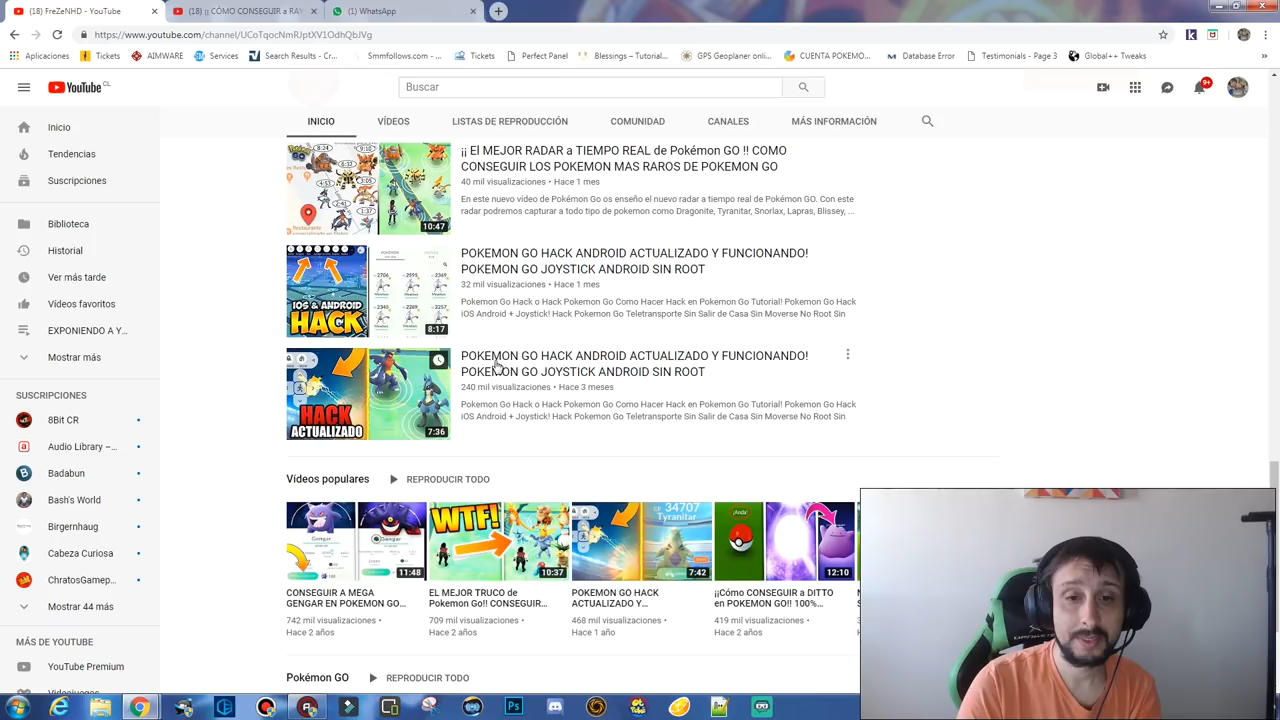 (18) FreZeNHD - YouTube
(18) ¡¡ CÓMO CONSEGUIR a RAY
(1) WhatsApp
https://www.youtube.com/channel/UCoTqocNmRJptXV1OdhQbJVg
Aplicaciones
Tickets
AIMWARE
Services
Search Results - Cr...
Smmfollows.com - ...
Tickets
Perfect Panel
Blessings – Tutorial...
GPS Geoplaner onli...
CUENTA POKEMO...
Database Error
Testimonials - Page 3
Global++ Tweaks
YouTube CL
Buscar
9+
INICIO
VÍDEOS
LISTAS DE REPRODUCCIÓN
COMUNIDAD
CANALES
MÁS INFORMACIÓN
Inicio
Tendencias
Suscripciones
Biblioteca
Historial
Ver más tarde
Vídeos favoritos
EXPONIENDO A Y...
Mostrar más
SUSCRIPCIONES
8Bit CR
Audio Library –...
Badabun
Bash's World
Birgernhaug
Cabeza Curiosa
ChratosGamep...
Mostrar 44 más
MÁS DE YOUTUBE
YouTube Premium
¡¡ El MEJOR RADAR a TIEMPO REAL de Pokémon GO !! COMO
CONSEGUIR LOS POKEMON MAS RAROS DE POKEMON GO
40 mil visualizaciones • Hace 1 mes
En este nuevo vídeo de Pokémon Go os enseño el nuevo radar a tiempo real de Pokémon GO. Con este
radar podremos capturar a todo tipo de pokemon como Dragonite, Tyranitar, Snorlax, Lapras, Blissey, ...
10:47
POKEMON GO HACK ANDROID ACTUALIZADO Y FUNCIONANDO!
POKEMON GO JOYSTICK ANDROID SIN ROOT
32 mil visualizaciones • Hace 1 mes
Pokemon Go Hack o Hack Pokemon Go Como Hacer Hack en Pokemon Go Tutorial! Pokemon Go Hack
iOS Android + Joystick! Hack Pokemon Go Teletransporte Sin Salir de Casa Sin Moverse No Root Sin
IOS & ANDROID
HACK
8:17
POKEMON GO HACK ANDROID ACTUALIZADO Y FUNCIONANDO!
POKEMON GO JOYSTICK ANDROID SIN ROOT
240 mil visualizaciones • Hace 3 meses
Pokemon Go Hack o Hack Pokemon Go Como Hacer Hack en Pokemon Go Tutorial! Pokemon Go Hack
iOS Android + Joystick! Hack Pokemon Go Teletransporte Sin Salir de Casa Sin Moverse No Root Sin
HACK
ACTUALIZADO
7:36
Vídeos populares
REPRODUCIR TODO
Gengar
Gengar
11:48
WTF!
10:37
34707
Tyranitar
7:42
¡Anda!
12:10
CONSEGUIR A MEGA
GENGAR EN POKEMON GO...
742 mil visualizaciones •
Hace 2 años
EL MEJOR TRUCO de
Pokemon Go!! CONSEGUIR...
709 mil visualizaciones •
Hace 2 años
POKEMON GO HACK
ACTUALIZADO Y...
468 mil visualizaciones •
Hace 1 año
¡¡Cómo CONSEGUIR a DITTO
en POKEMON GO!! 100%...
419 mil visualizaciones •
Hace 2 años
Pokémon GO
REPRODUCIR TODO